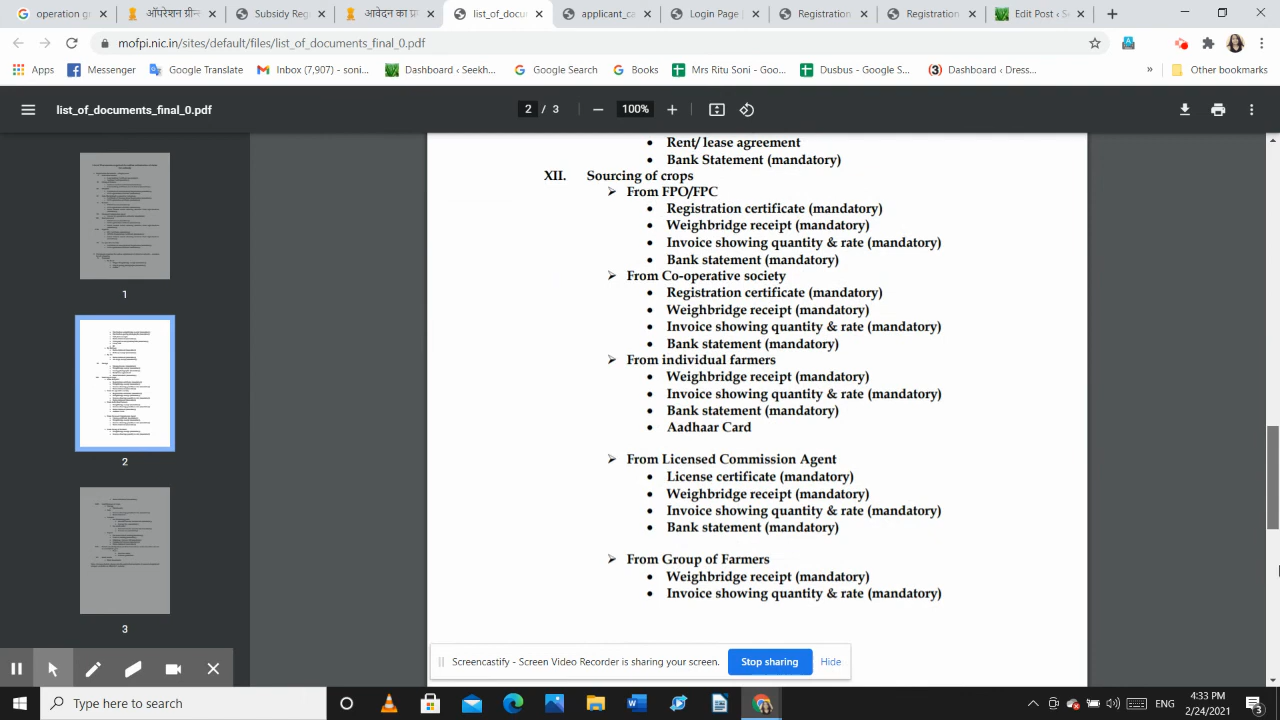 operation gr
ऑपरेशन ग्री
Subsidy Reg
आवेदन का प्र
list_of_docu
applicant_ca
Login Page |
Registration
Registration
Edit Post ‹ S
mofpi.nic.in/sites/default/files/list_of_documents_final_0.pdf
Apps
Messenger
Google Transla
Inbox (7,907) - soni...
Dashboard ‹ Gree...
Google Search
Books
Mrs Ritu Soni - Goo...
Dusbus - Google S...
Dashboard ‹ Dress...
»
Other bookmarks
list_of_documents_final_0.pdf
2 / 3
100%
• Rent/ lease agreement
• Bank Statement (mandatory)
XII. Sourcing of crops
➢ From FPO/FPC
• Registration certificate (mandatory)
• Weighbridge receipt (mandatory)
• Invoice showing quantity & rate (mandatory)
• Bank statement (mandatory)
➢ From Co-operative society
• Registration certificate (mandatory)
• Weighbridge receipt (mandatory)
• Invoice showing quantity & rate (mandatory)
• Bank statement (mandatory)
➢ From individual farmers
• Weighbridge receipt (mandatory)
• Invoice showing quantity & rate (mandatory)
• Bank statement (mandatory)
• Aadhaar Card
➢ From Licensed Commission Agent
• License certificate (mandatory)
• Weighbridge receipt (mandatory)
• Invoice showing quantity & rate (mandatory)
• Bank statement (mandatory)
➢ From Group of Farmers
• Weighbridge receipt (mandatory)
• Invoice showing quantity & rate (mandatory)
1
2
3
Screencastify - Screen Video Recorder is sharing your screen.
Stop sharing
Hide
Type here to search
ENG
4:33 PM
2/24/2021
3